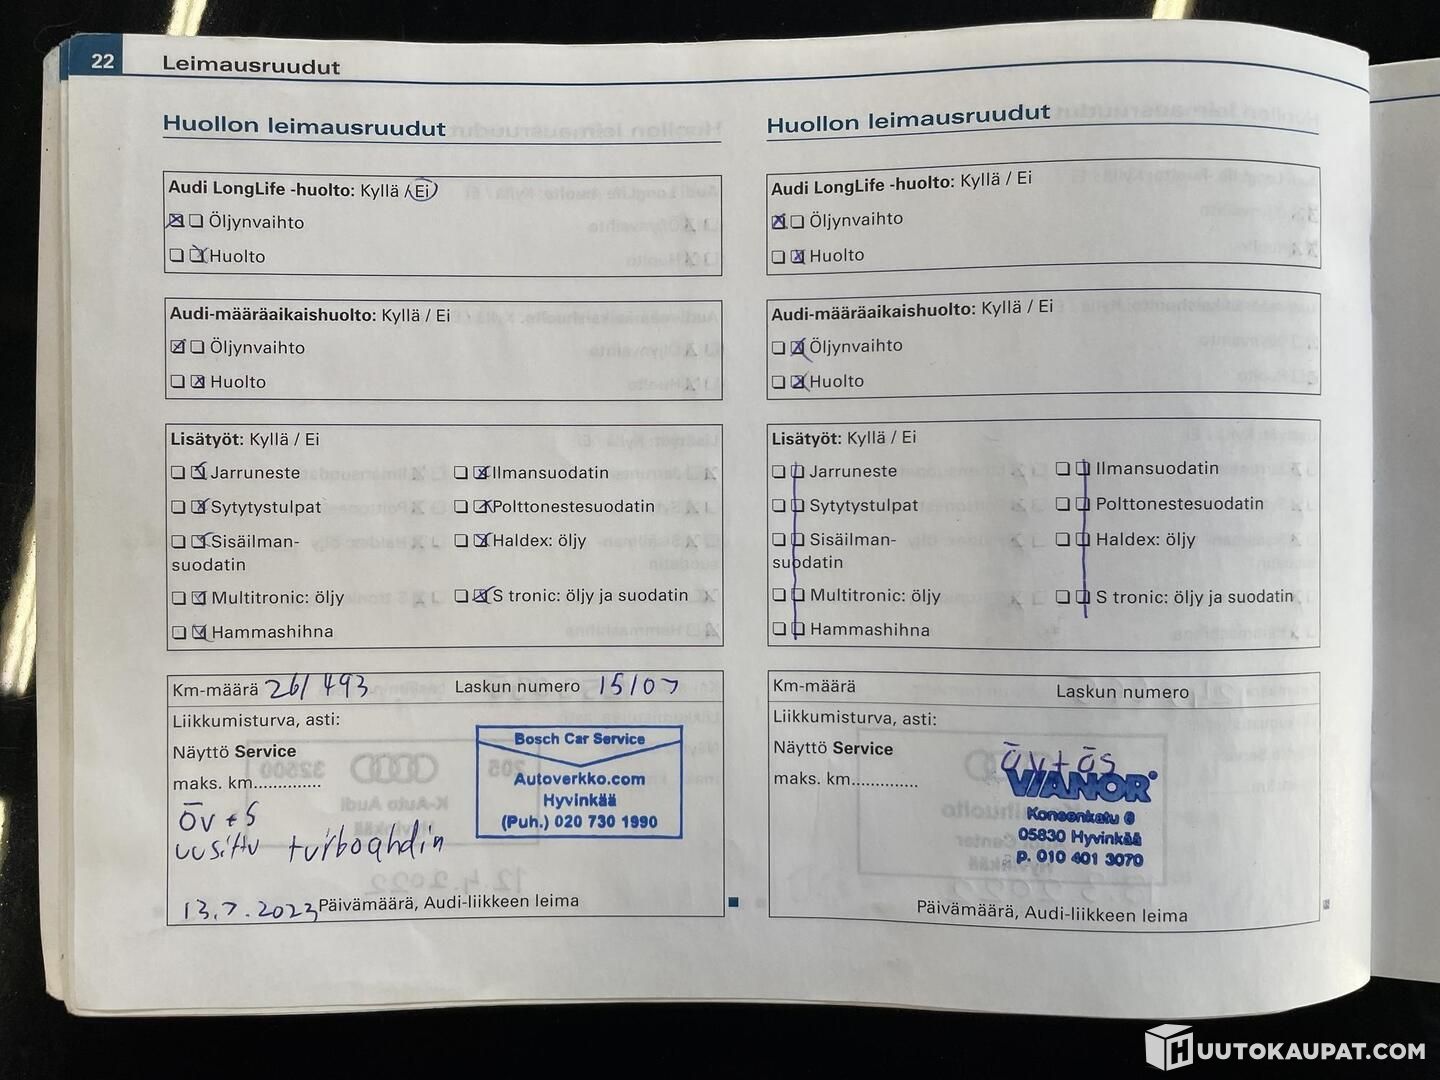 22 Leimausruudut
Huollon leimausruudut
Audi LongLife -huolto: Kyllä / Ei
Öljynvaihto
Huolto
Audi-määräaikaishuolto: Kyllä / Ei
Öljynvaihto
Huolto
Lisätyöt: Kyllä / Ei
Jarruneste Ilmansuodatin
Sytytystulpat Polttonestesuodatin
Sisäilman- Haldex: öljy
suodatin
Multitronic: öljy S tronic: öljy ja suodatin
Hammashihna
Km-määrä 261 493 Laskun numero 15107
Liikkumisturva, asti:
Näyttö Service
maks. km..............
Bosch Car Service
Autoverkko.com
Hyvinkää
(Puh.) 020 730 1990
öv + S
uusittu turboahdin
13.7.2023 Päivämäärä, Audi-liikkeen leima
Huollon leimausruudut
Audi LongLife -huolto: Kyllä / Ei
Öljynvaihto
Huolto
Audi-määräaikaishuolto: Kyllä / Ei
Öljynvaihto
Huolto
Lisätyöt: Kyllä / Ei
Jarruneste Ilmansuodatin
Sytytystulpat Polttonestesuodatin
Sisäilman- Haldex: öljy
suodatin
Multitronic: öljy S tronic: öljy ja suodatin
Hammashihna
Km-määrä Laskun numero
Liikkumisturva, asti:
Näyttö Service
maks. km..............
öv + ös
VIANOR
Koneenkatu 6
05830 Hyvinkää
P. 010 401 3070
Päivämäärä, Audi-liikkeen leima
HUUTOKAUPAT.COM